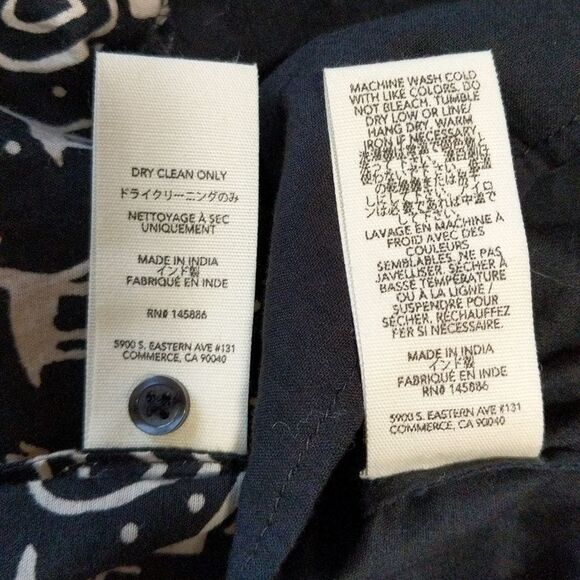 DRY CLEAN ONLY
ドライクリーニングのみ
NETTOYAGE À SEC
UNIQUEMENT
MADE IN INDIA
インド製
FABRIQUÉ EN INDE
RN# 145886
5900 S. EASTERN AVE #131
COMMERCE, CA 90040
MACHINE WASH COLD
WITH LIKE COLORS. DO
NOT BLEACH. TUMBLE
DRY LOW OR LINE/
HANG DRY. WARM
IRON IF NECESSARY.
LAVAGE EN MACHINE À
FROID AVEC DES
COULEURS
SEMBLABLES. NE PAS
JAVELLISER. SÉCHER À
BASSE TEMPÉRATURE
OU À LA LIGNE /
SUSPENDRE POUR
SÉCHER, RÉCHAUFFEZ
FER SI NÉCESSAIRE.
MADE IN INDIA
インド製
FABRIQUÉ EN INDE
RN# 145886
5900 S. EASTERN AVE #131
COMMERCE, CA 90040